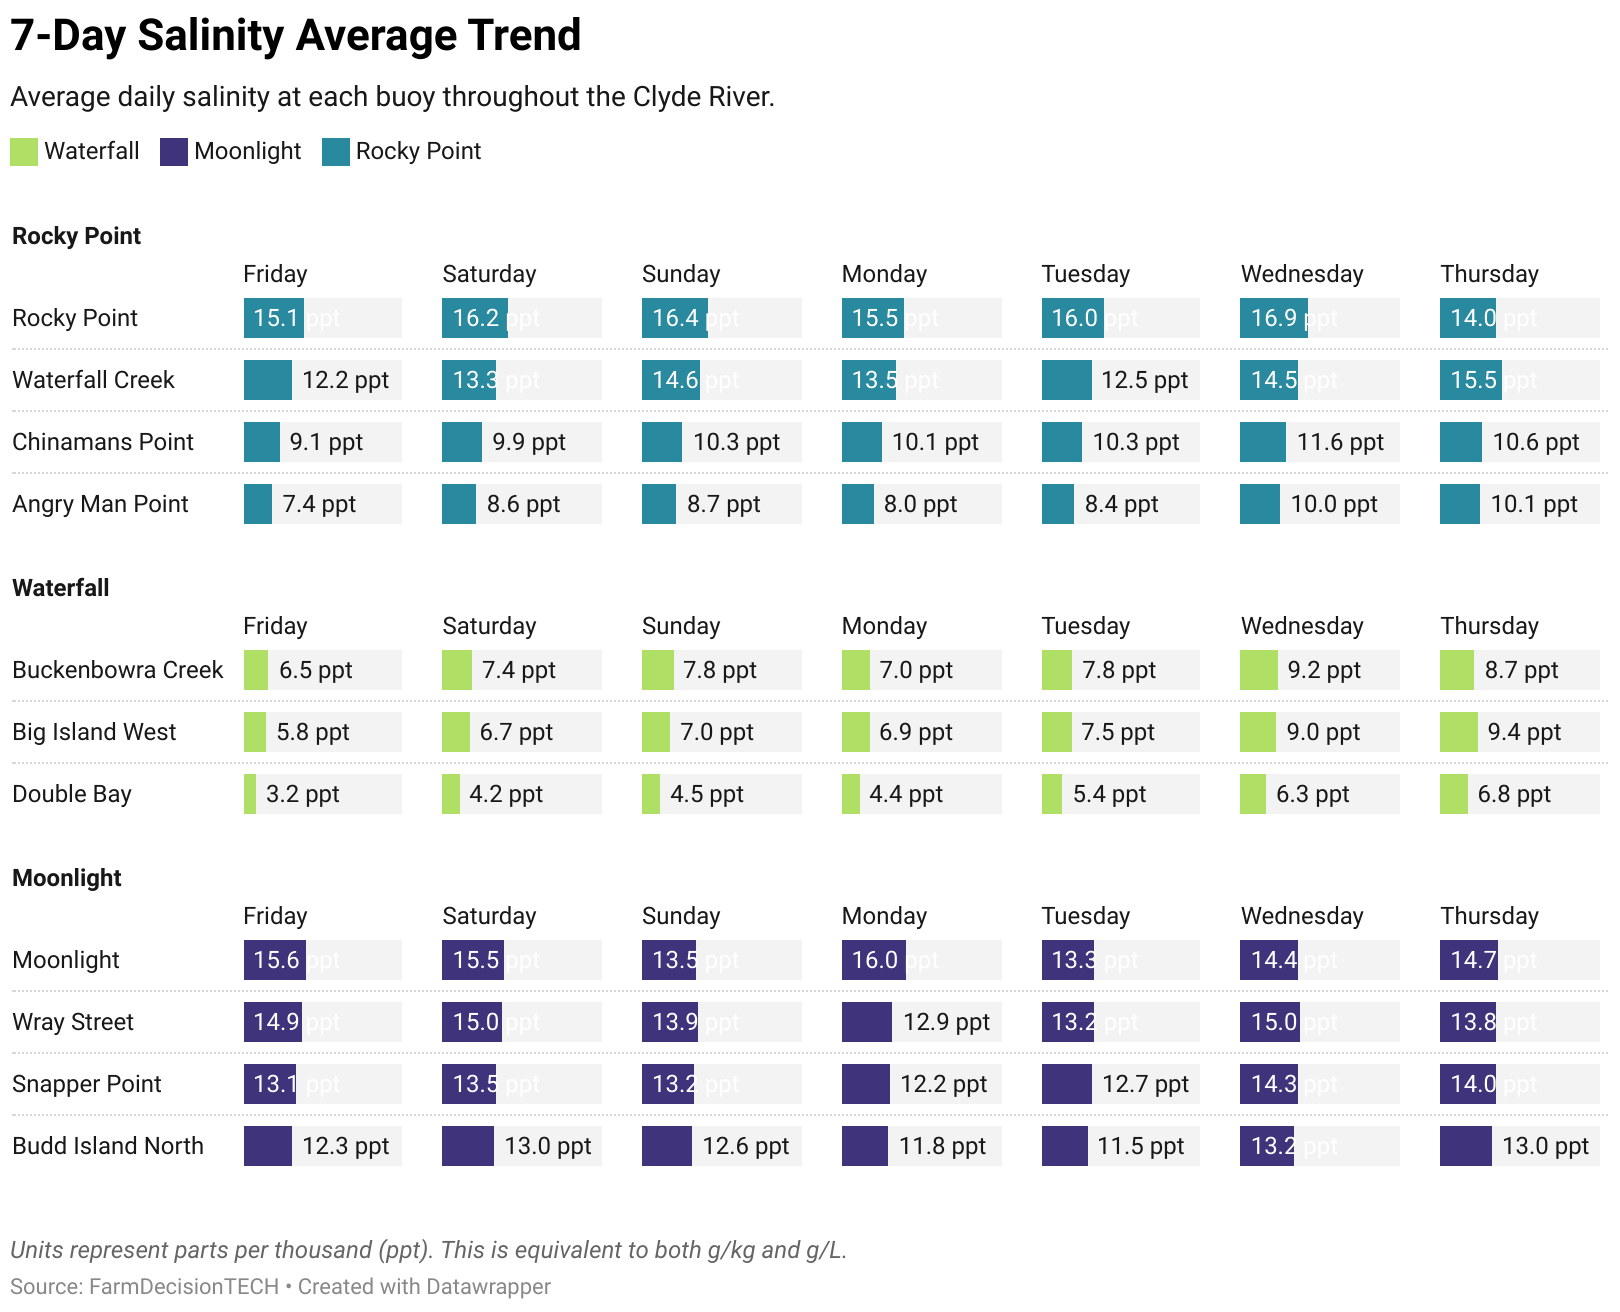 7-Day Salinity Average Trend
Average daily salinity at each buoy throughout the Clyde River.
Waterfall Moonlight Rocky Point
Rocky Point
Friday Saturday Sunday Monday Tuesday Wednesday Thursday
Rocky Point 15.1 ppt 16.2 ppt 16.4 ppt 15.5 ppt 16.0 ppt 16.9 ppt 14.0 ppt
Waterfall Creek 12.2 ppt 13.3 ppt 14.6 ppt 13.5 ppt 12.5 ppt 14.5 ppt 15.5 ppt
Chinamans Point 9.1 ppt 9.9 ppt 10.3 ppt 10.1 ppt 10.3 ppt 11.6 ppt 10.6 ppt
Angry Man Point 7.4 ppt 8.6 ppt 8.7 ppt 8.0 ppt 8.4 ppt 10.0 ppt 10.1 ppt
Waterfall
Friday Saturday Sunday Monday Tuesday Wednesday Thursday
Buckenbowra Creek 6.5 ppt 7.4 ppt 7.8 ppt 7.0 ppt 7.8 ppt 9.2 ppt 8.7 ppt
Big Island West 5.8 ppt 6.7 ppt 7.0 ppt 6.9 ppt 7.5 ppt 9.0 ppt 9.4 ppt
Double Bay 3.2 ppt 4.2 ppt 4.5 ppt 4.4 ppt 5.4 ppt 6.3 ppt 6.8 ppt
Moonlight
Friday Saturday Sunday Monday Tuesday Wednesday Thursday
Moonlight 15.6 ppt 15.5 ppt 13.5 ppt 16.0 ppt 13.3 ppt 14.4 ppt 14.7 ppt
Wray Street 14.9 ppt 15.0 ppt 13.9 ppt 12.9 ppt 13.2 ppt 15.0 ppt 13.8 ppt
Snapper Point 13.1 ppt 13.5 ppt 13.2 ppt 12.2 ppt 12.7 ppt 14.3 ppt 14.0 ppt
Budd Island North 12.3 ppt 13.0 ppt 12.6 ppt 11.8 ppt 11.5 ppt 13.2 ppt 13.0 ppt
Units represent parts per thousand (ppt). This is equivalent to both g/kg and g/L.
Source: FarmDecisionTECH • Created with Datawrapper